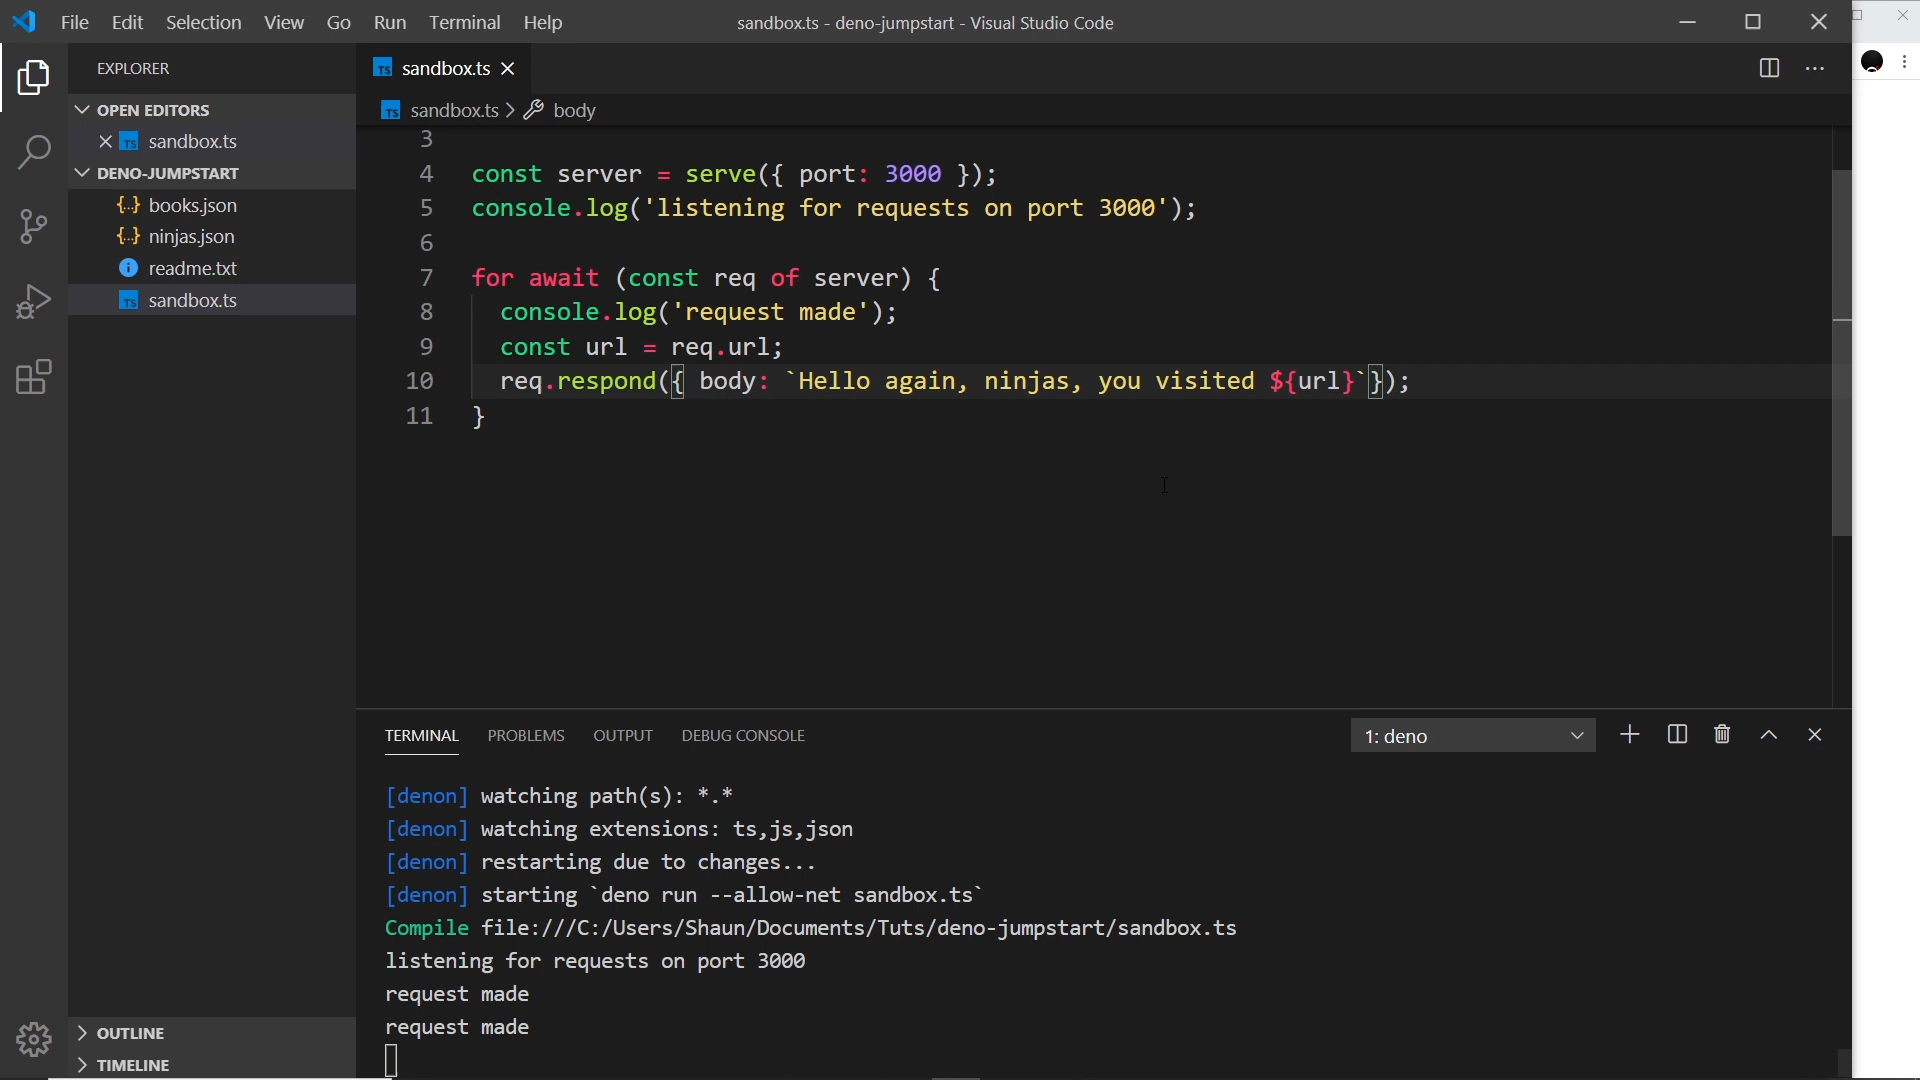 File Edit Selection View Go Run Terminal Help
sandbox.ts - deno-jumpstart - Visual Studio Code
EXPLORER
OPEN EDITORS
TS sandbox.ts
DENO-JUMPSTART
{..} books.json
{..} ninjas.json
i readme.txt
TS sandbox.ts
OUTLINE
TIMELINE
TS sandbox.ts
TS sandbox.ts > body
3
4 const server = serve({ port: 3000 });
5 console.log('listening for requests on port 3000');
6
7 for await (const req of server) {
8 console.log('request made');
9 const url = req.url;
10 req.respond({ body: `Hello again, ninjas, you visited ${url}`});
11 }
TERMINAL PROBLEMS OUTPUT DEBUG CONSOLE
1: deno
[denon] watching path(s): *.*
[denon] watching extensions: ts,js,json
[denon] restarting due to changes...
[denon] starting `deno run --allow-net sandbox.ts`
Compile file:///C:/Users/Shaun/Documents/Tuts/deno-jumpstart/sandbox.ts
listening for requests on port 3000
request made
request made